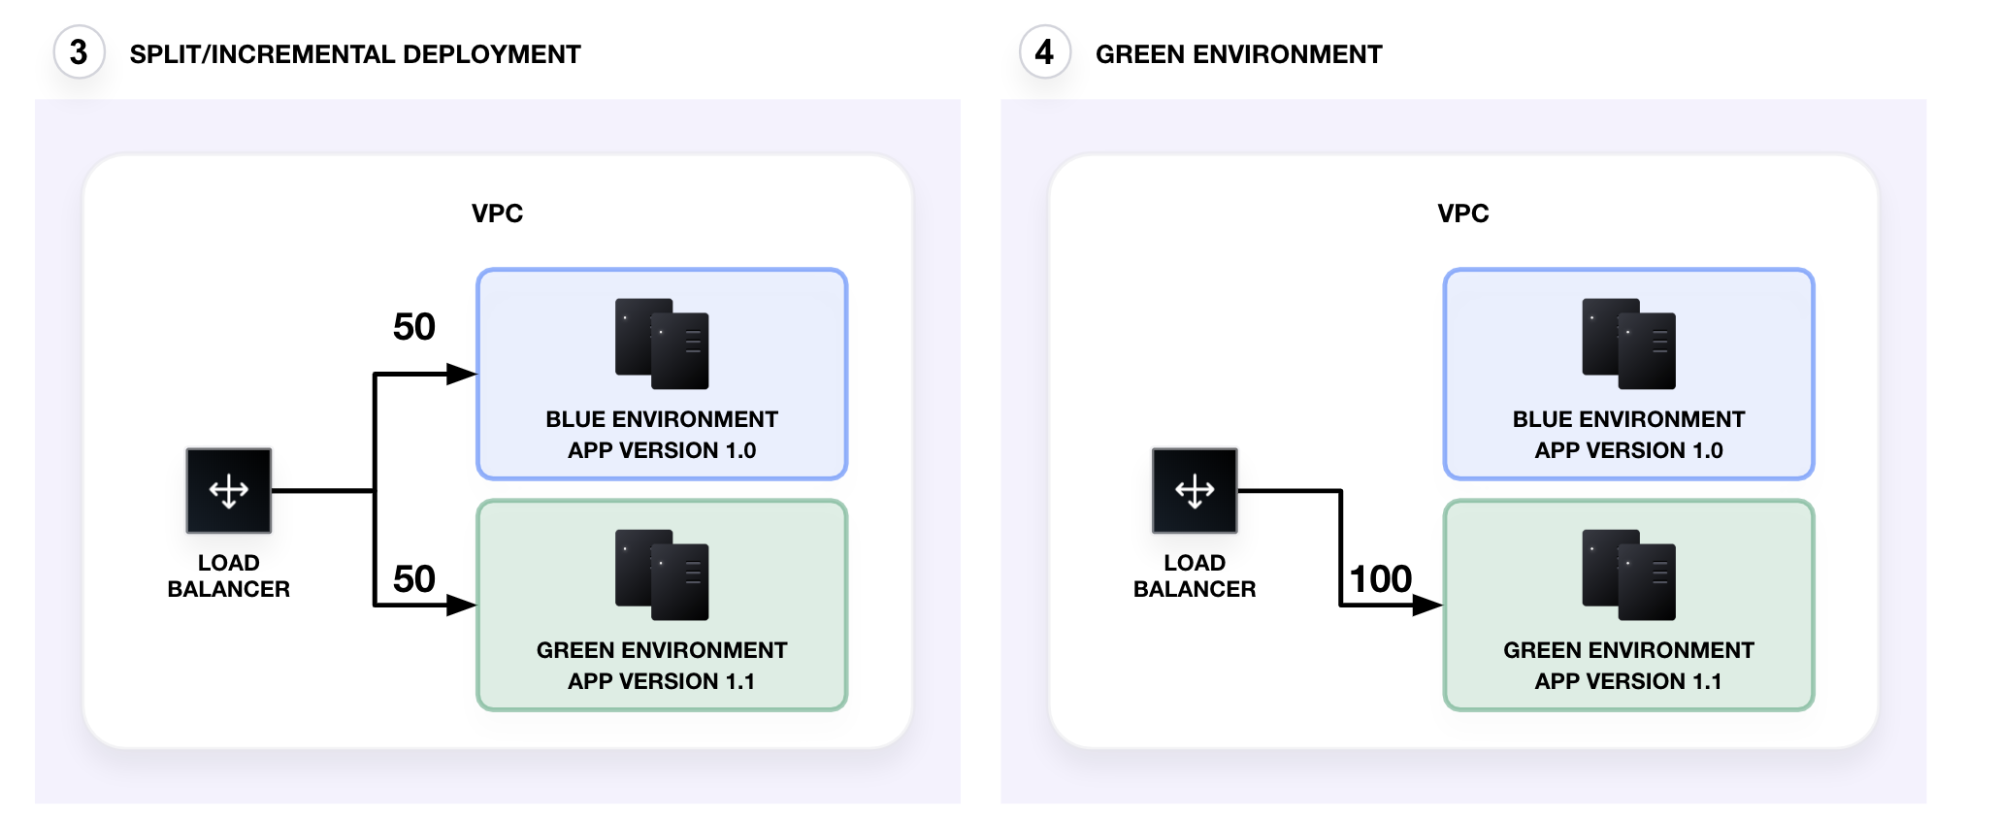 3
SPLIT/INCREMENTAL DEPLOYMENT
VPC
50
BLUE ENVIRONMENT
APP VERSION 1.0
LOAD
BALANCER
50
GREEN ENVIRONMENT
APP VERSION 1.1
4
GREEN ENVIRONMENT
VPC
BLUE ENVIRONMENT
APP VERSION 1.0
LOAD
BALANCER
100
GREEN ENVIRONMENT
APP VERSION 1.1